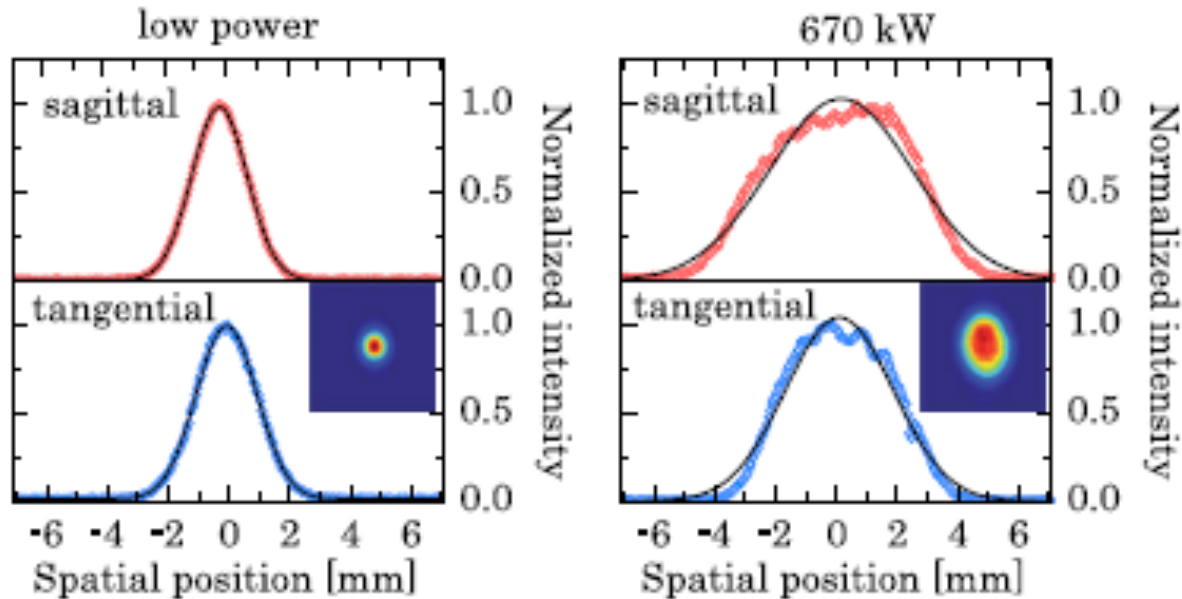 low power
670 kW
sagittal
1.0
0.5
0.0
Normalized intensity
tangential
1.0
0.5
0.0
-6 -4 -2 0 2 4 6
Spatial position [mm]
sagittal
1.0
0.5
0.0
Normalized intensity
tangential
1.0
0.5
0.0
-6 -4 -2 0 2 4 6
Spatial position [mm]